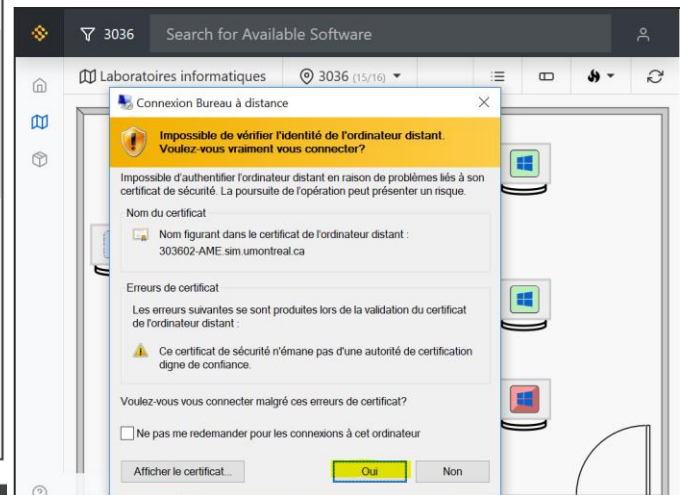 3036 Search for Available Software
Laboratoires informatiques 3036 (15/16)
Connexion Bureau à distance
Impossible de vérifier l'identité de l'ordinateur distant.
Voulez-vous vraiment vous connecter?
Impossible d'authentifier l'ordinateur distant en raison de problèmes liés à son
certificat de sécurité. La poursuite de l'opération peut présenter un risque.
Nom du certificat
Nom figurant dans le certificat de l'ordinateur distant :
303602-AME.sim.umontreal.ca
Erreurs de certificat
Les erreurs suivantes se sont produites lors de la validation du certificat
de l'ordinateur distant :
Ce certificat de sécurité n'émane pas d'une autorité de certification
digne de confiance.
Voulez-vous vous connecter malgré ces erreurs de certificat?
Ne pas me redemander pour les connexions à cet ordinateur
Afficher le certificat... Oui Non